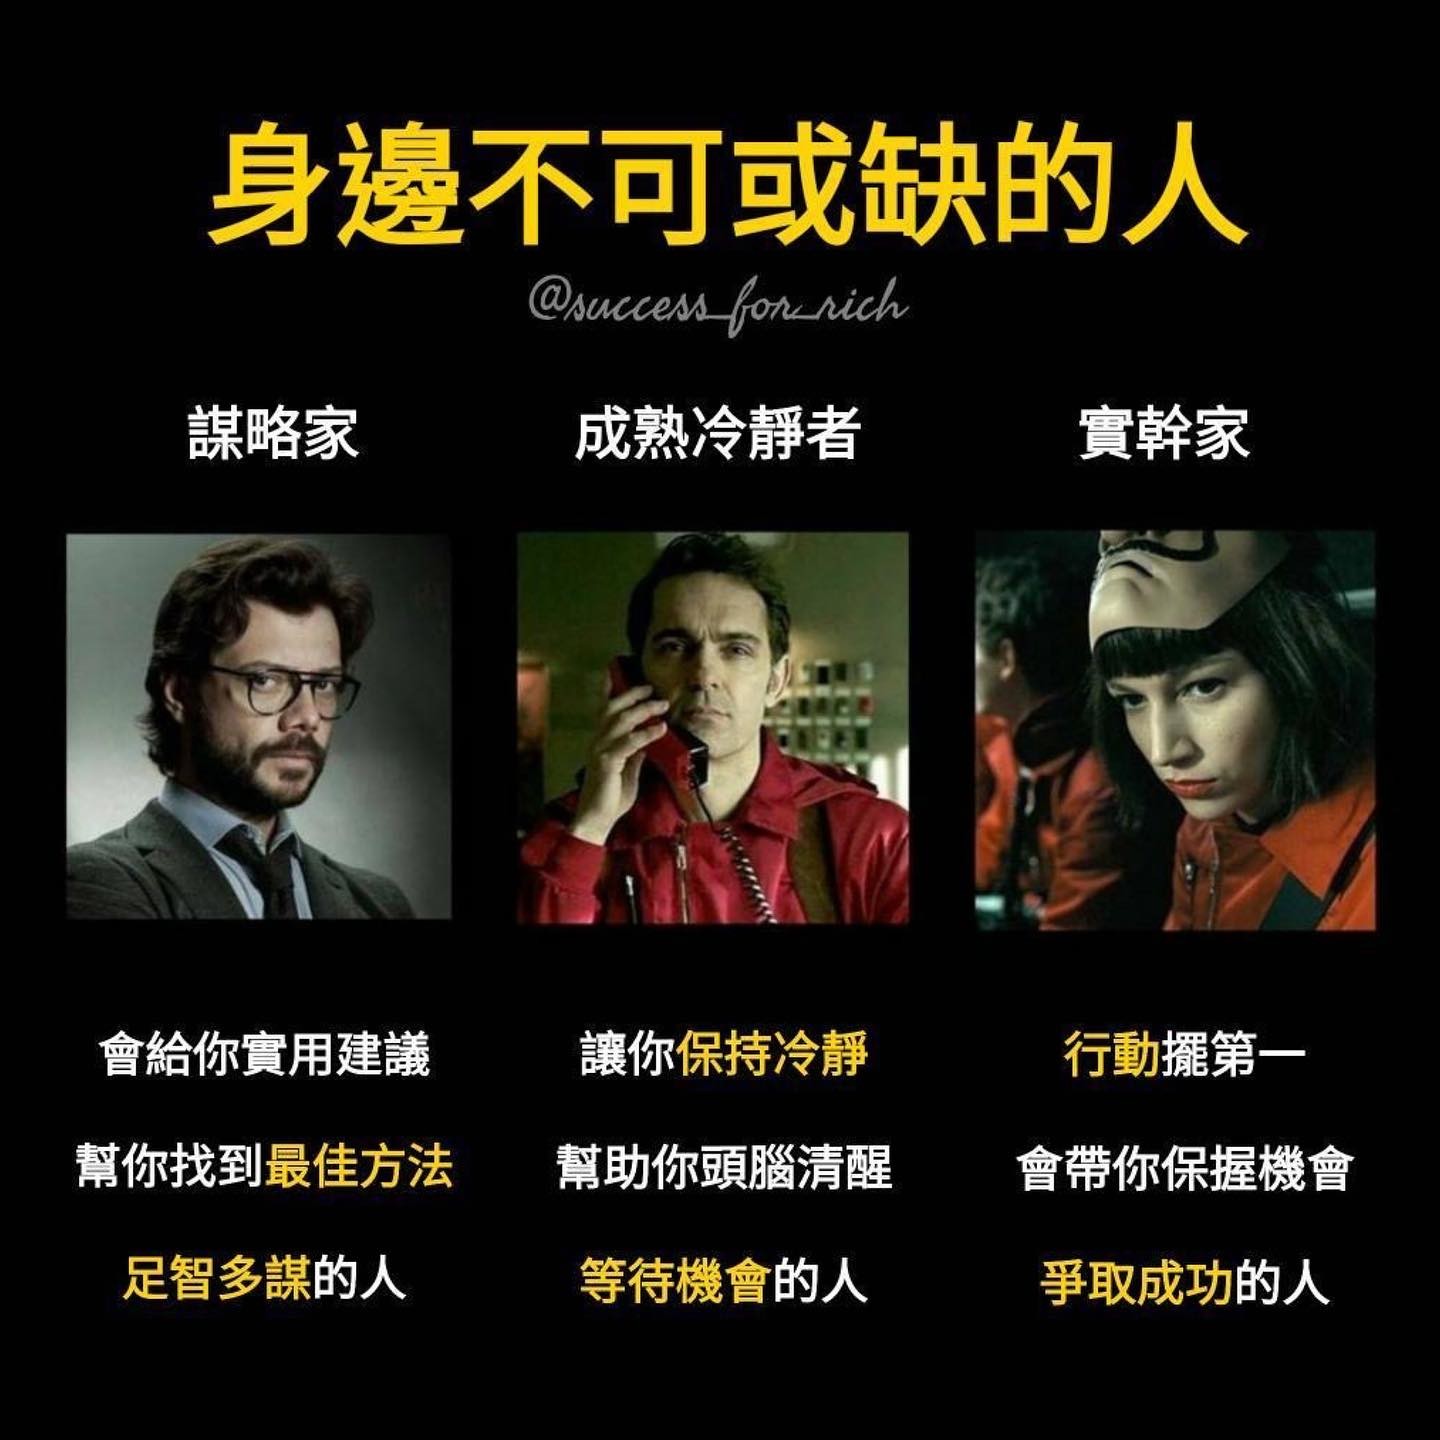 身邊不可或缺的人
@success_for_rich
謀略家
成熟冷靜者
實幹家
會給你實用建議
幫你找到最佳方法
足智多謀的人
讓你保持冷靜
幫助你頭腦清醒
等待機會的人
行動擺第一
會帶你保握機會
爭取成功的人